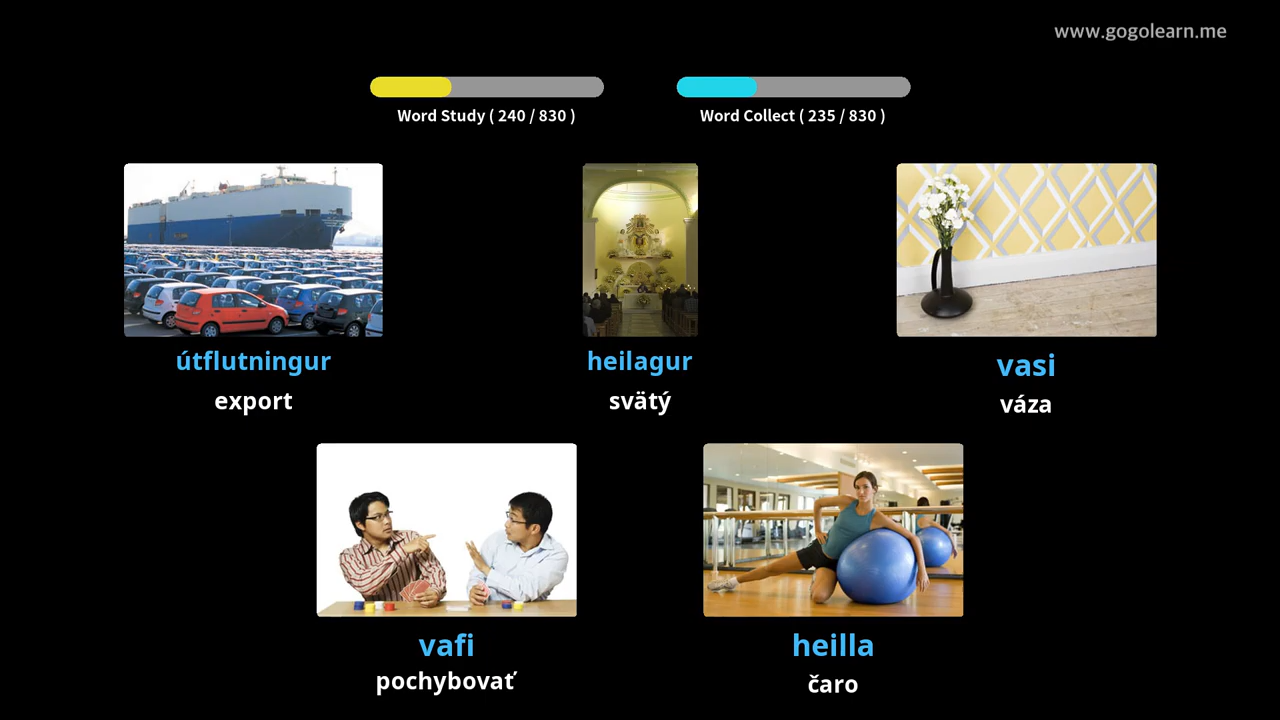 www.gogolearn.me
Word Study ( 240 / 830 )
Word Collect ( 235 / 830 )
útflutningur
export
heilagur
svätý
vasi
váza
vafi
pochybovať
heilla
čaro